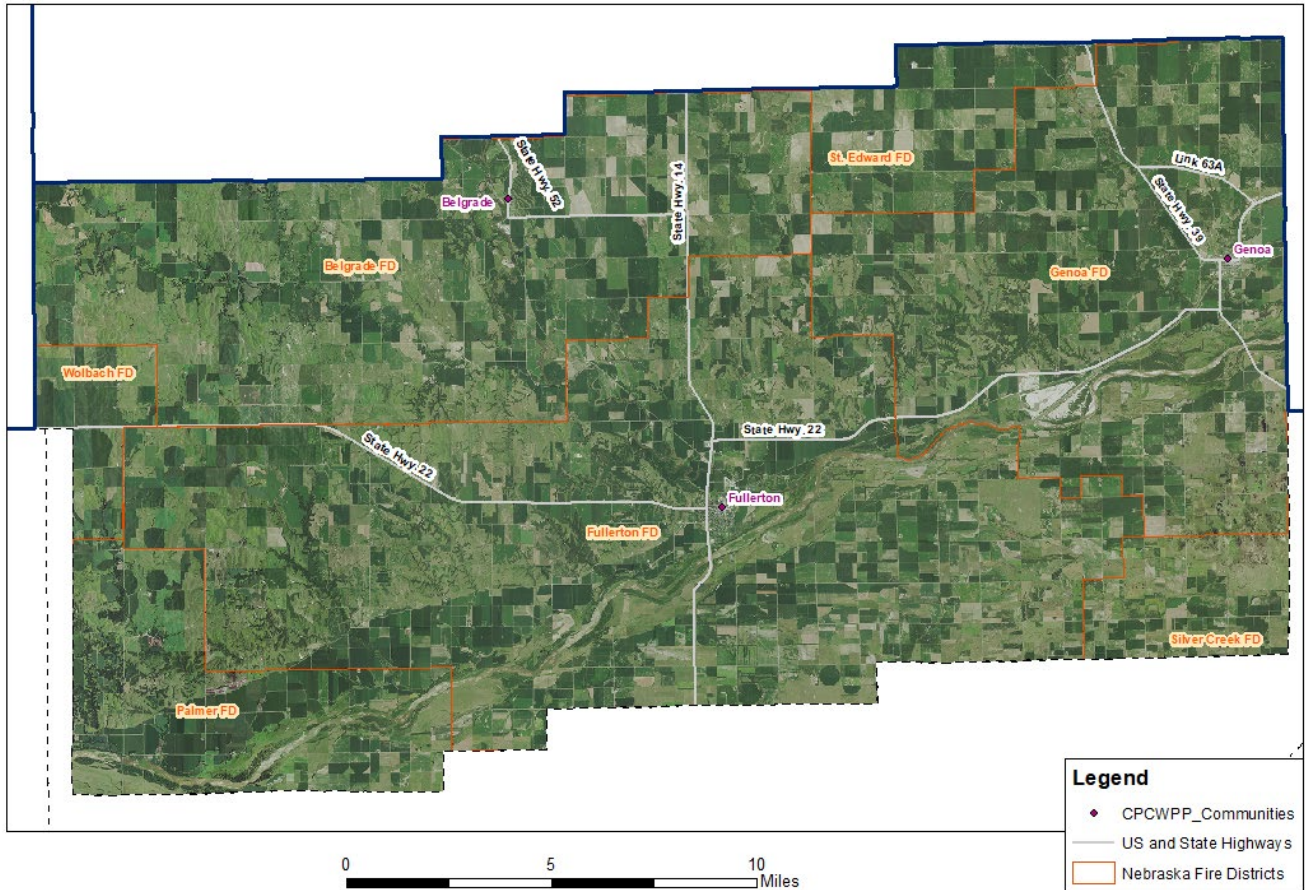 State Hwy. 52
State Hwy. 14
St. Edward FD
Link 63A
Belgrade
State Hwy. 39
Genoa
Belgrade FD
Genoa FD
Wolbach FD
State Hwy. 22
State Hwy. 22
Fullerton
Fullerton FD
Silver Creek FD
Palmer FD
Legend
CPCWPP_Communities
US and State Highways
Nebraska Fire Districts
0 5 10
Miles